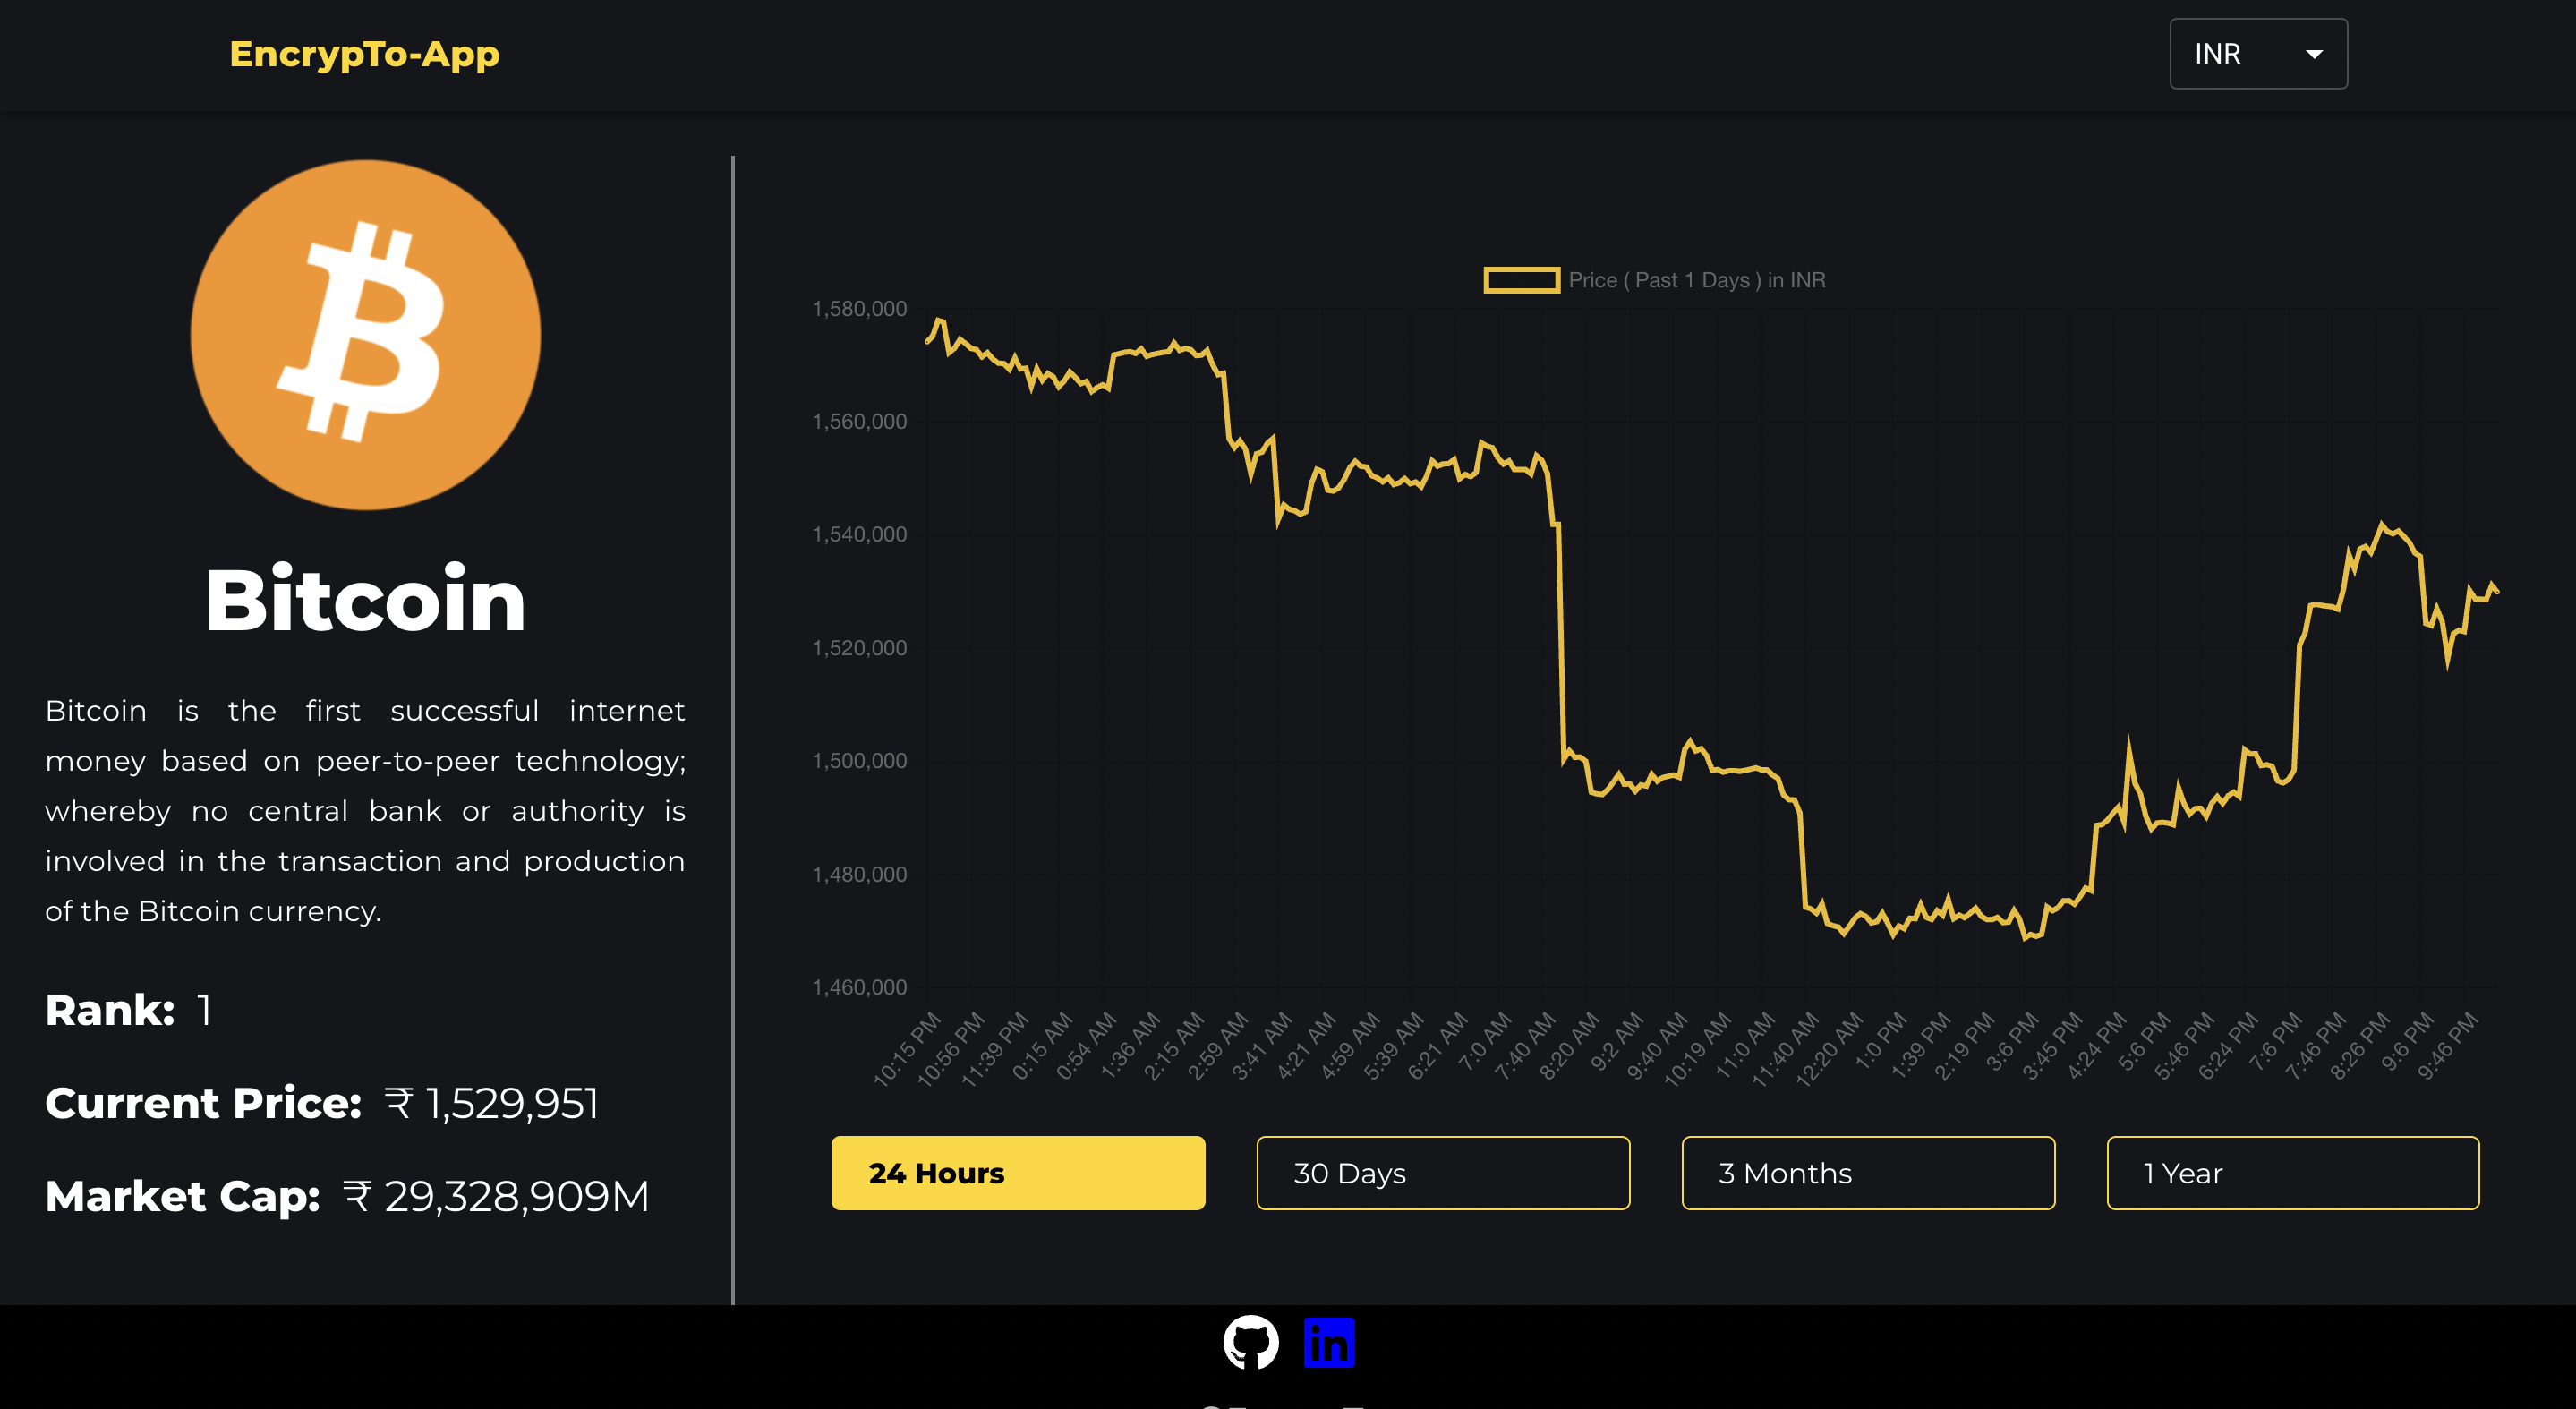 EncrypTo-App
INR
Bitcoin
Bitcoin is the first successful internet
money based on peer-to-peer technology;
whereby no central bank or authority is
involved in the transaction and production
of the Bitcoin currency.
Rank: 1
Current Price: ₹ 1,529,951
Market Cap: ₹ 29,328,909M
Price ( Past 1 Days ) in INR
1,580,000
1,560,000
1,540,000
1,520,000
1,500,000
1,480,000
1,460,000
10:15 PM
10:56 PM
11:39 PM
0:15 AM
0:54 AM
1:36 AM
2:15 AM
2:59 AM
3:41 AM
4:21 AM
4:59 AM
5:39 AM
6:21 AM
7:0 AM
7:40 AM
8:20 AM
9:2 AM
9:40 AM
10:19 AM
11:0 AM
11:40 AM
12:20 AM
1:0 PM
1:39 PM
2:19 PM
3:6 PM
3:45 PM
4:24 PM
5:6 PM
5:46 PM
6:24 PM
7:6 PM
7:46 PM
8:26 PM
9:6 PM
9:46 PM
24 Hours
30 Days
3 Months
1 Year
in